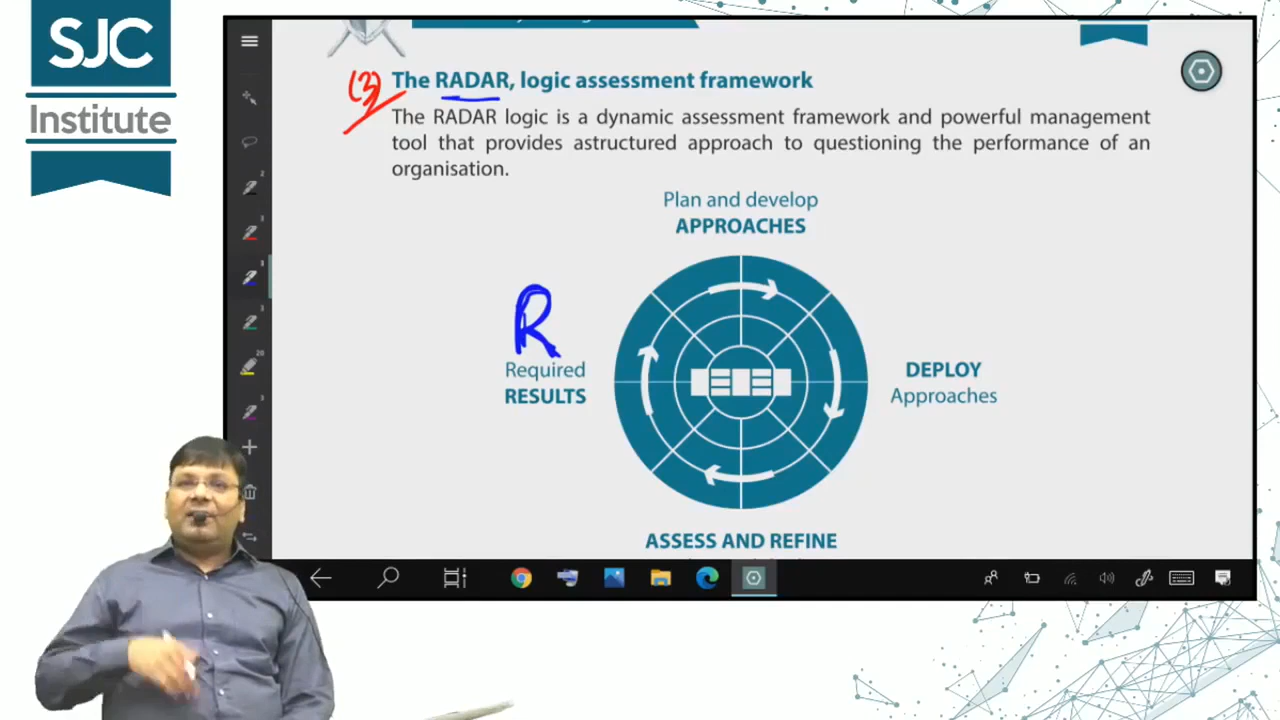 SJC
Institute
(3)
The RADAR, logic assessment framework
The RADAR logic is a dynamic assessment framework and powerful management
tool that provides astructured approach to questioning the performance of an
organisation.
Plan and develop
APPROACHES
R
Required
RESULTS
DEPLOY
Approaches
ASSESS AND REFINE